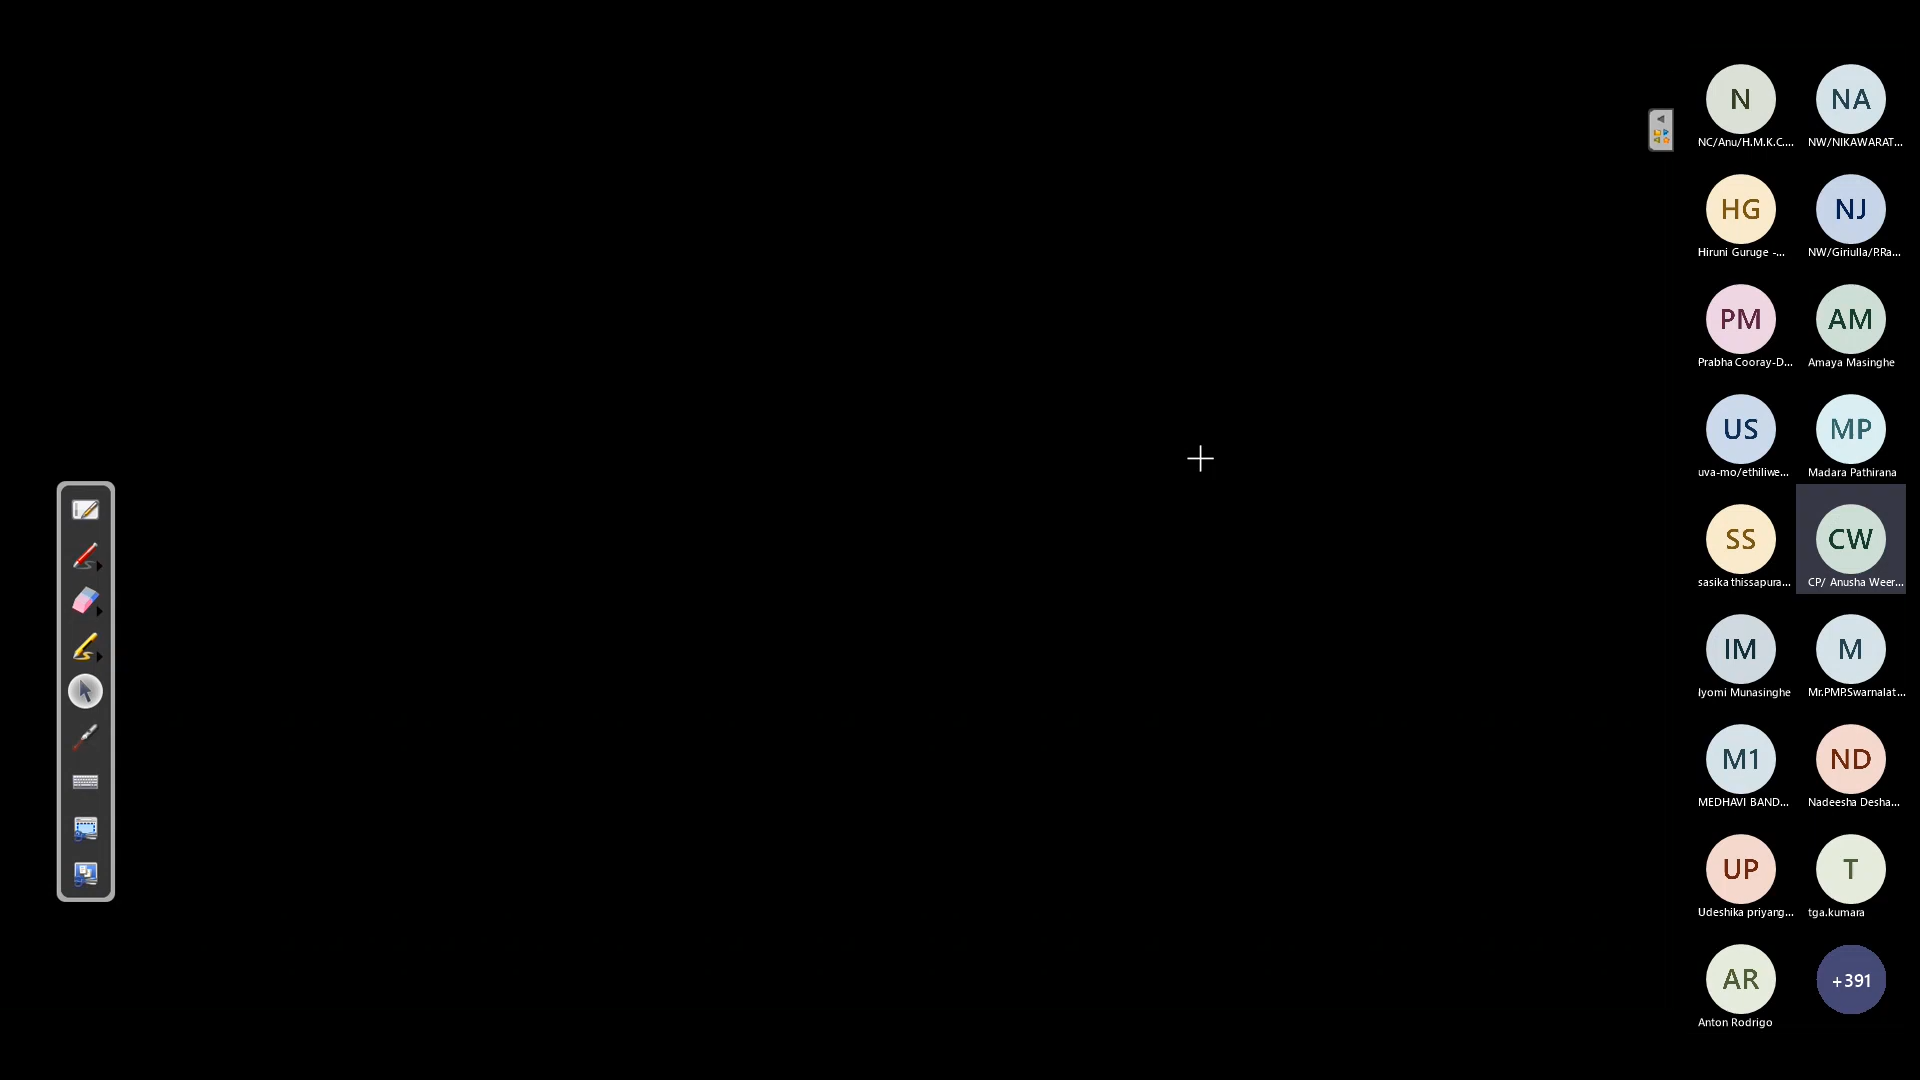 N
NC/Anu/H.M.K.C....
NA
NW/NIKAWARAT...
HG
Hiruni Guruge -...
NJ
NW/Giriulla/P.Ra...
PM
Prabha Cooray-D...
AM
Amaya Masinghe
US
uva-mo/ethiliwe...
MP
Madara Pathirana
SS
sasika thissapura...
CW
CP/ Anusha Weer...
IM
Iyomi Munasinghe
M
Mr.PMP.Swarnalat...
M1
MEDHAVI BAND...
ND
Nadeesha Desha...
UP
Udeshika priyang...
T
tga.kumara
AR
Anton Rodrigo
+391